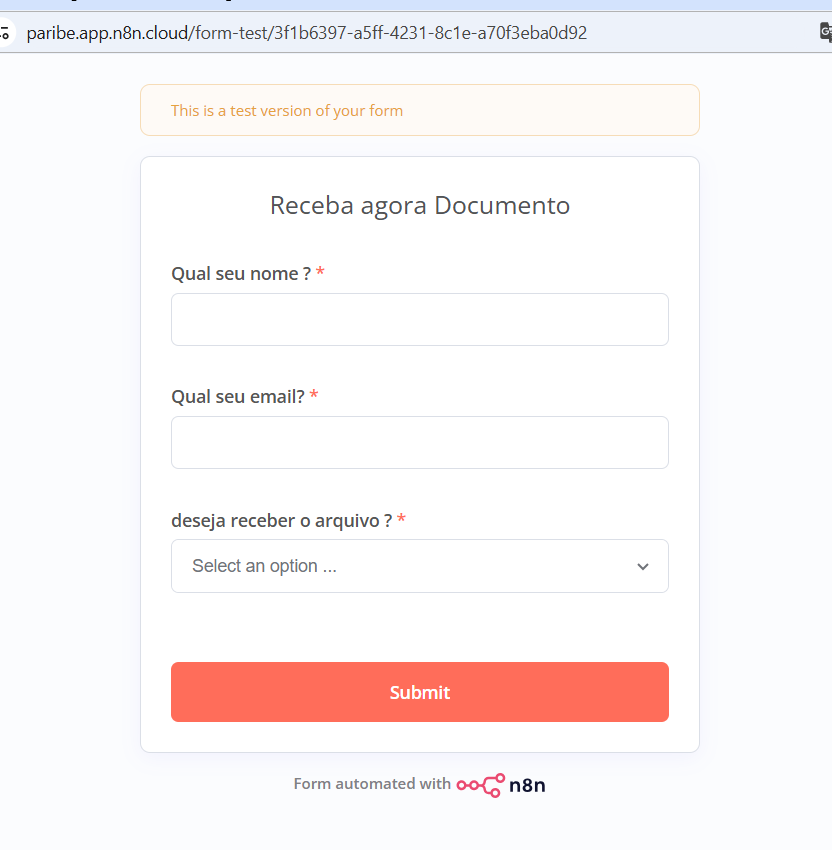 paribe.app.n8n.cloud/form-test/3f1b6397-a5ff-4231-8c1e-a70f3eba0d92
This is a test version of your form
Receba agora Documento
Qual seu nome ? *
Qual seu email? *
deseja receber o arquivo ? *
Select an option ...
Submit
Form automated with n8n